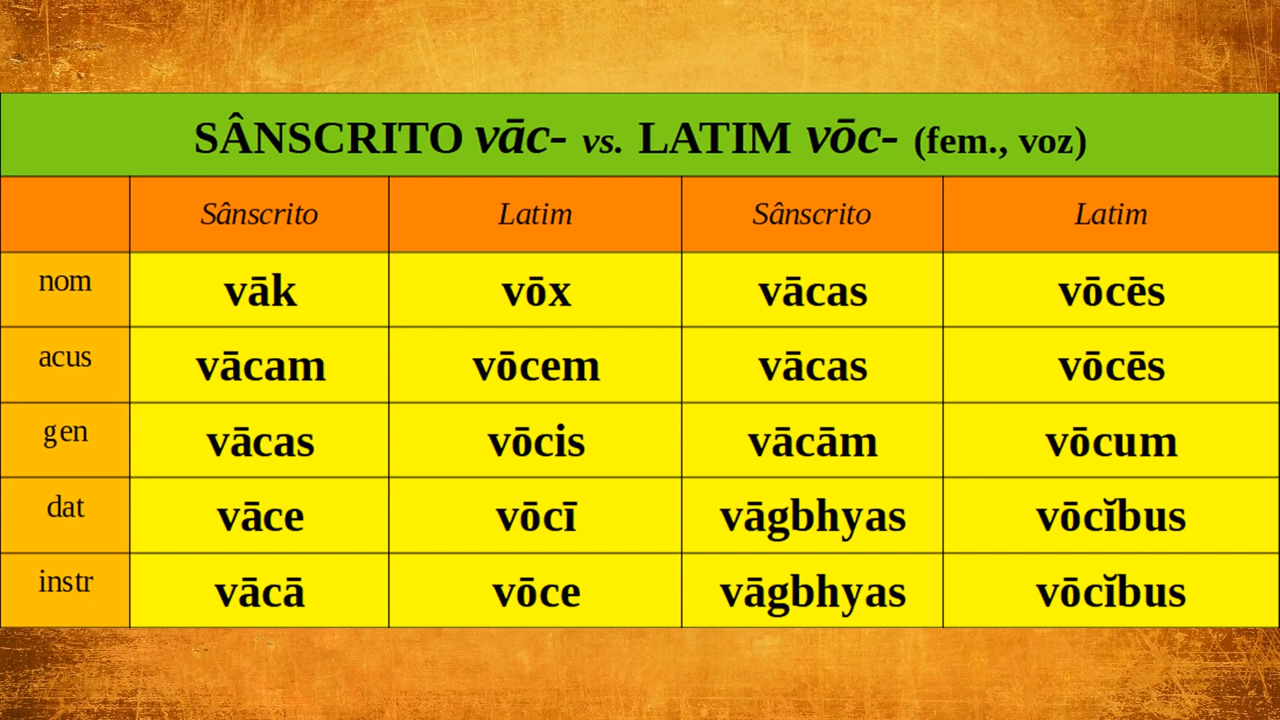 SÂNSCRITO vāc- vs. LATIM vōc- (fem., voz)
Sânscrito Latim Sânscrito Latim
nom vāk vōx vācas vōcēs
acus vācam vōcem vācas vōcēs
gen vācas vōcis vācām vōcum
dat vāce vōcī vāgbhyas vōcĭbus
instr vācā vōce vāgbhyas vōcĭbus